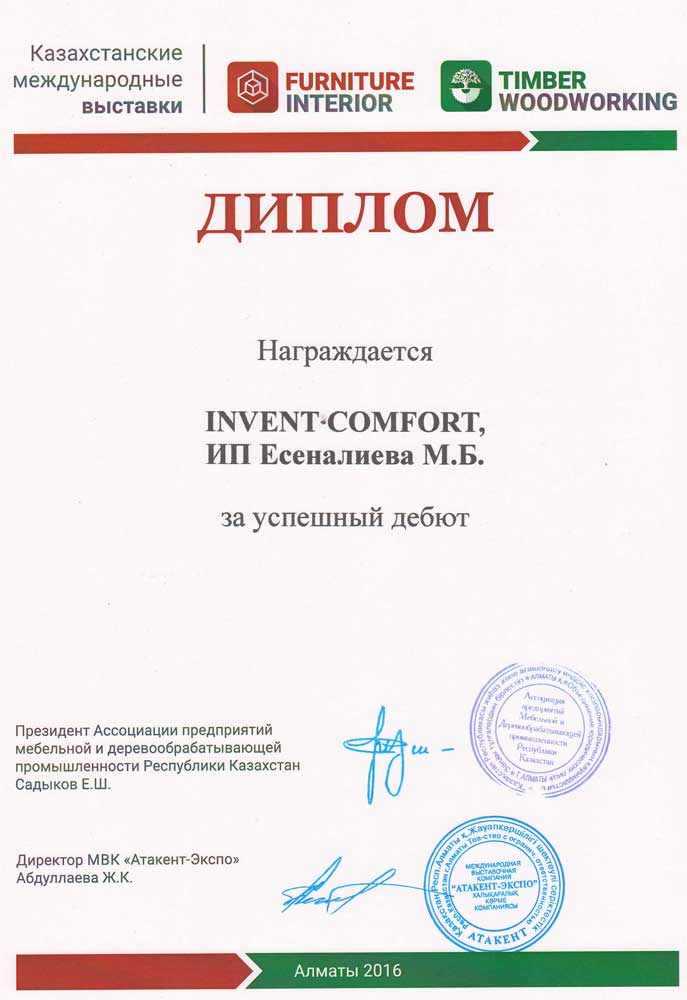 Казахстанские
международные
выставки
FURNITURE
INTERIOR
TIMBER
WOODWORKING
ДИПЛОМ
Награждается
INVENT·COMFORT,
ИП Есеналиева М.Б.
за успешный дебют
Президент Ассоциации предприятий
мебельной и деревообрабатывающей
промышленности Республики Казахстан
Садыков Е.Ш.
Ассоциация
предприятий
Мебельной и
Деревообрабатывающей
промышленности
Республики
Казахстан
Директор МВК «Атакент-Экспо»
Абдуллаева Ж.К.
МЕЖДУНАРОДНАЯ
ВЫСТАВОЧНАЯ
КОМПАНИЯ
"АТАКЕНТ-ЭКСПО"
ХАЛЫҚАРАЛЫҚ
КӨРМЕ
КОМПАНИЯСЫ
АТАКЕНТ
Алматы 2016